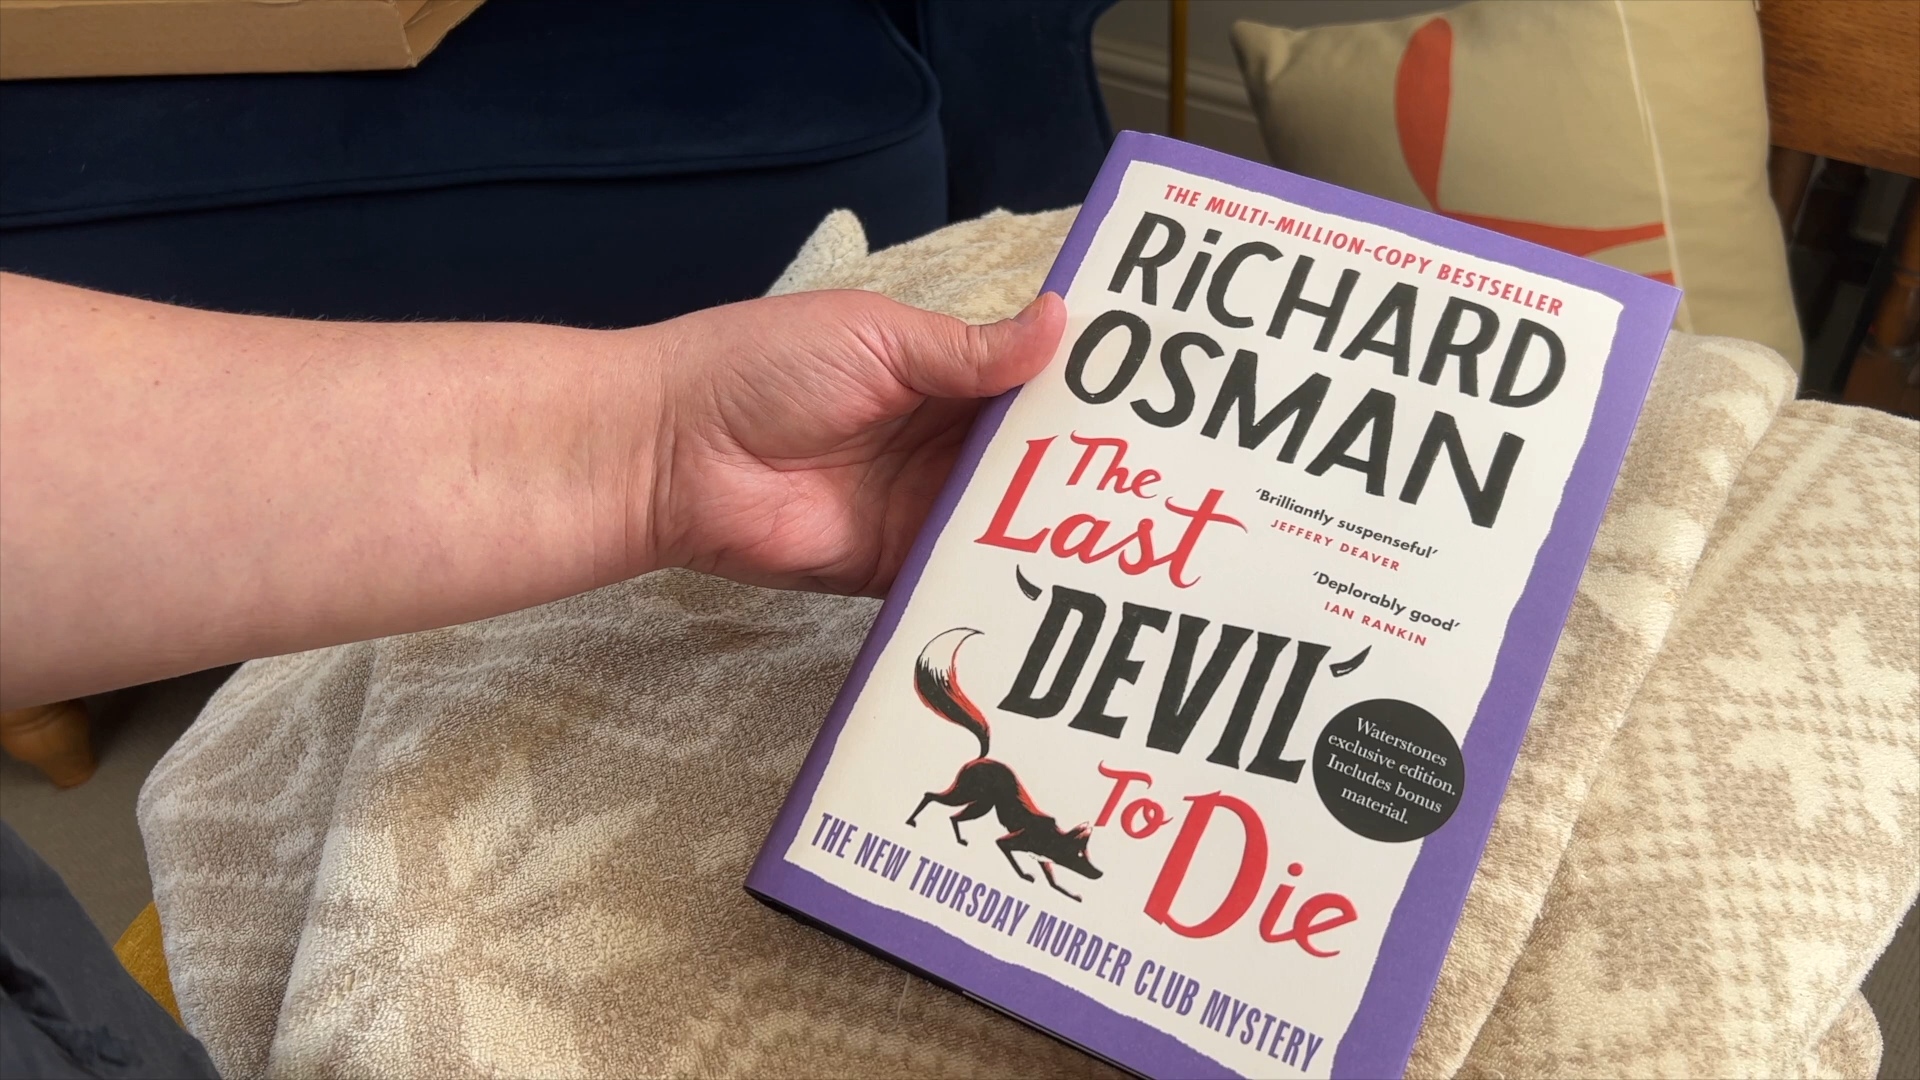 THE MULTI-MILLION-COPY BESTSELLER
RiCHARD
OSMAN
The
Last
'Brilliantly suspenseful'
JEFFERY DEAVER
'Deplorably good'
IAN RANKIN
DEVIL
To Die
Waterstones
exclusive edition.
Includes bonus
material.
THE NEW THURSDAY MURDER CLUB MYSTERY